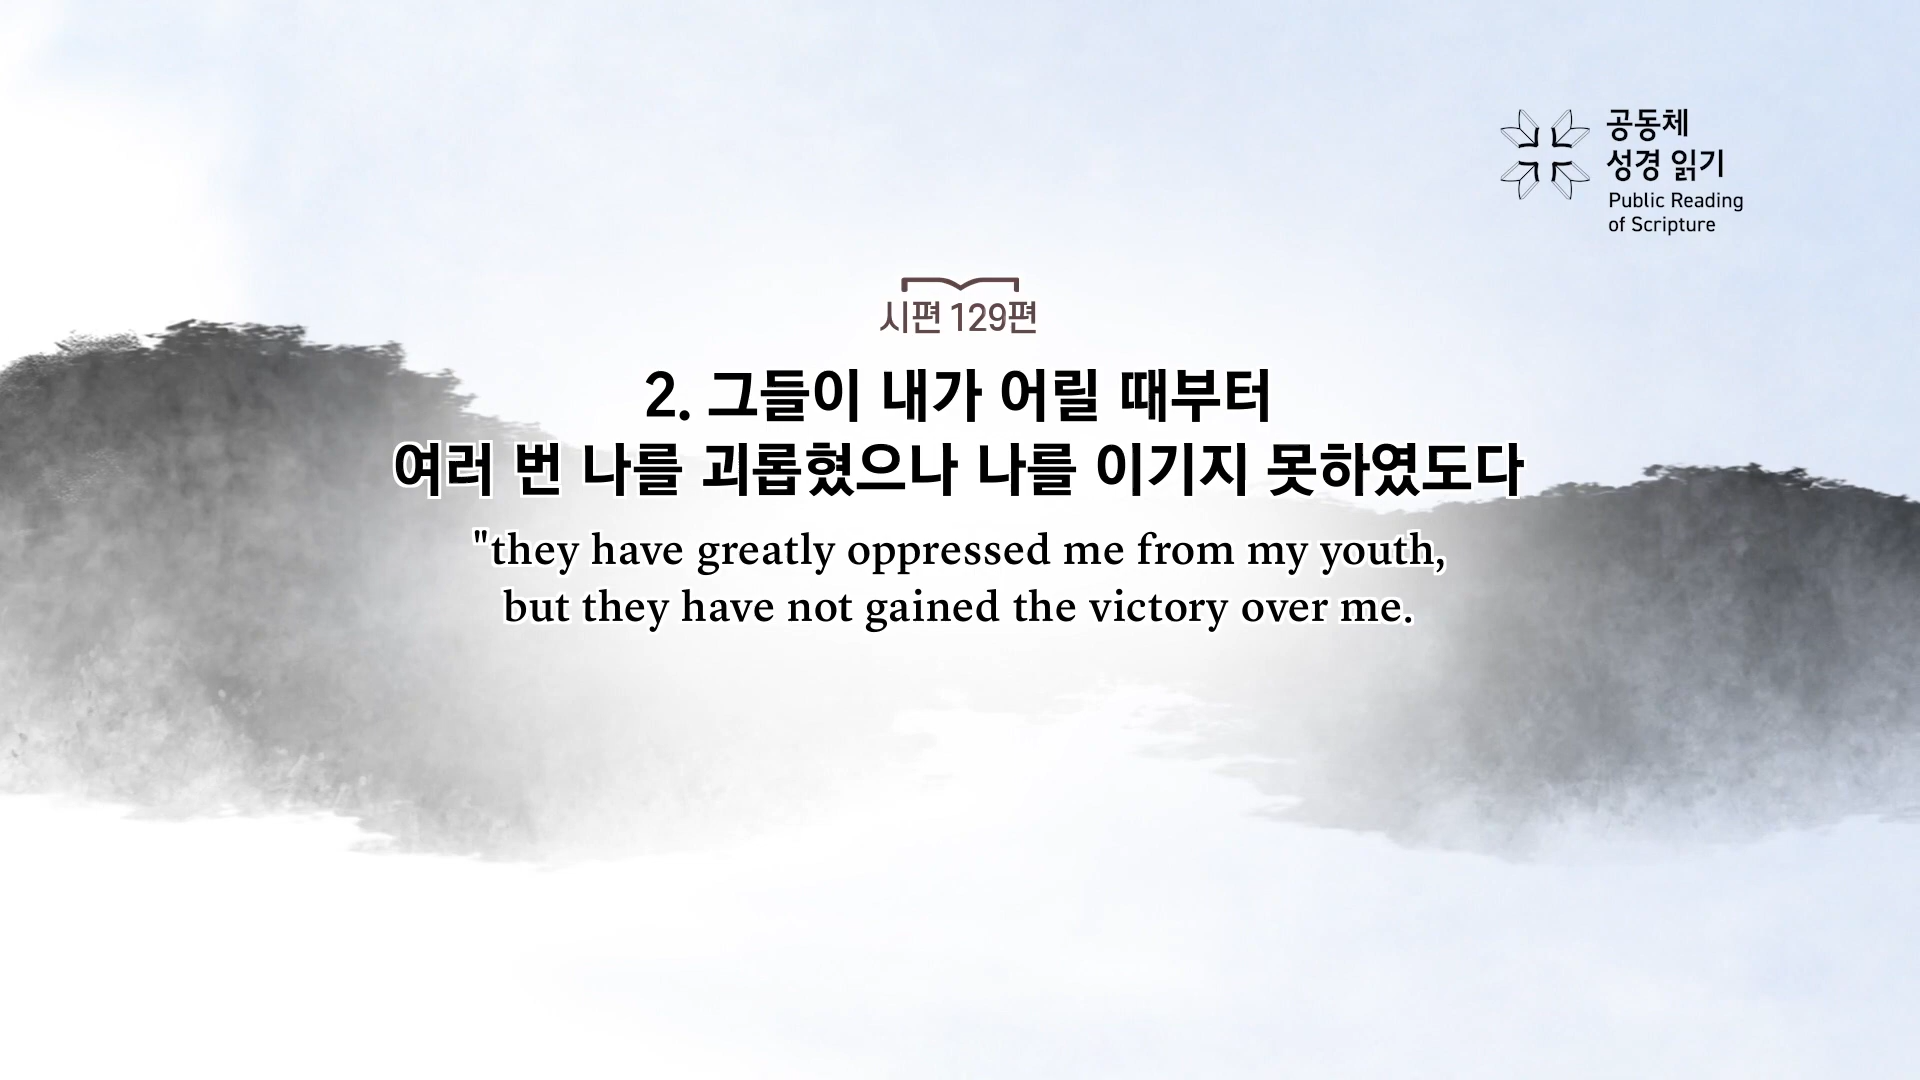 공동체
성경 읽기
Public Reading
of Scripture
시편 129편
2. 그들이 내가 어릴 때부터
여러 번 나를 괴롭혔으나 나를 이기지 못하였도다
"they have greatly oppressed me from my youth,
but they have not gained the victory over me.